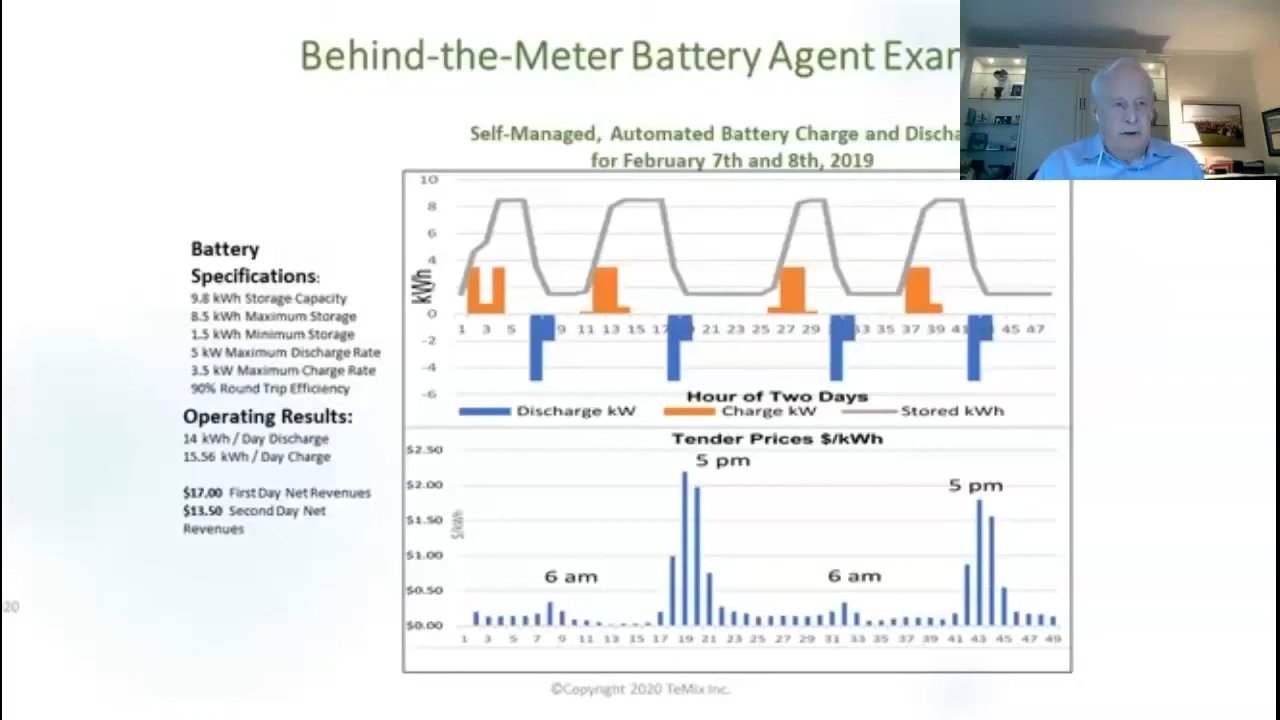 Behind-the-Meter Battery Agent Exam
Self-Managed, Automated Battery Charge and Discha
for February 7th and 8th, 2019
Battery
Specifications:
9.8 kWh Storage Capacity
8.5 kWh Maximum Storage
1.5 kWh Minimum Storage
5 kW Maximum Discharge Rate
3.5 kW Maximum Charge Rate
90% Round Trip Efficiency
Operating Results:
14 kWh / Day Discharge
15.56 kWh / Day Charge
$17.00 First Day Net Revenues
$13.50 Second Day Net
Revenues
kWh
10
8
6
4
2
0
-2
-4
-6
1 3 5 9 11 13 15 17 21 23 25 27 29 33 35 37 39 41 45 47
Hour of Two Days
Discharge kW Charge kW Stored kWh
Tender Prices $/kWh
$2.50
$2.00
$1.50
$1.00
$0.50
$0.00
$/kWh
5 pm
5 pm
6 am
6 am
1 3 5 7 9 11 13 15 17 19 21 23 25 27 29 31 33 35 37 39 41 43 45 47 49
20
©Copyright 2020 TeMix Inc.